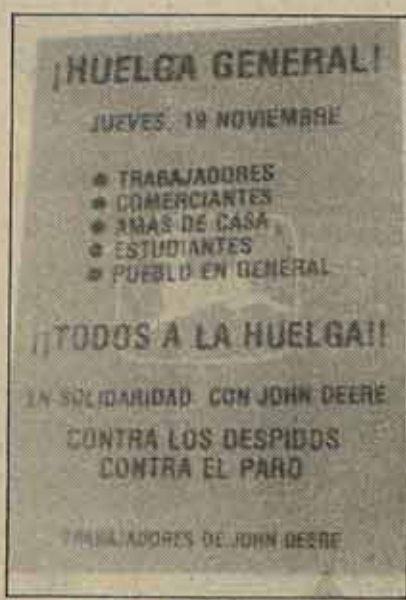 ¡HUELGA GENERAL!
JUEVES, 19 NOVIEMBRE
● TRABAJADORES
● COMERCIANTES
● AMAS DE CASA
● ESTUDIANTES
● PUEBLO EN GENERAL
¡¡TODOS A LA HUELGA!!
EN SOLIDARIDAD CON JOHN DEERE
CONTRA LOS DESPIDOS
CONTRA EL PARO
TRABAJADORES DE JOHN DEERE